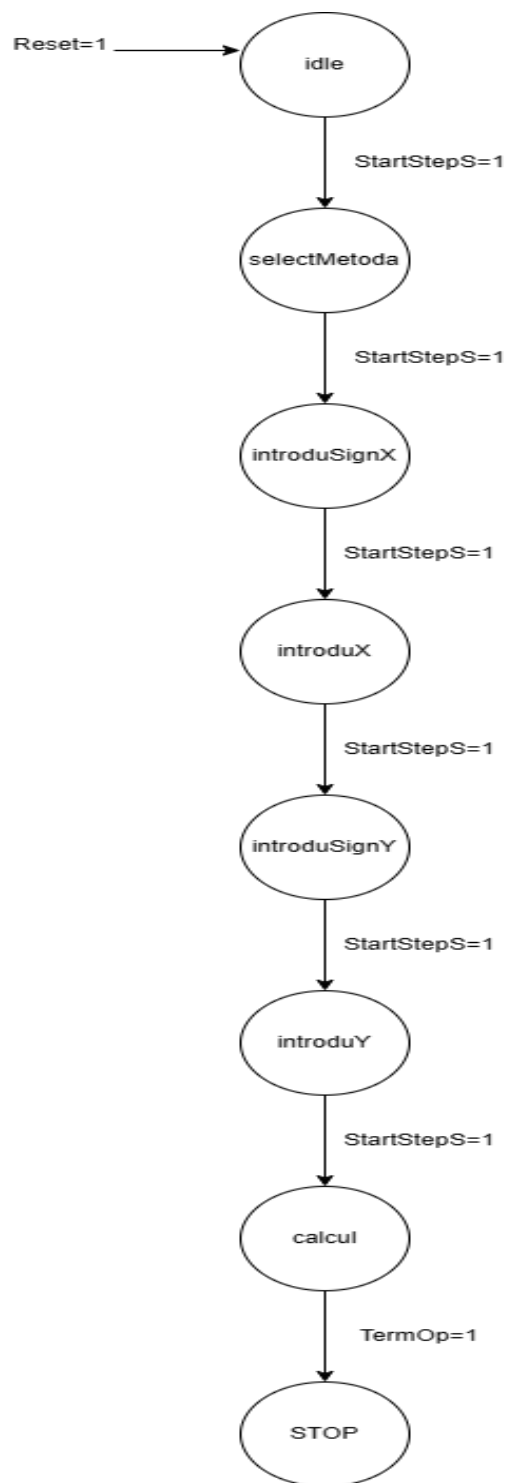 Reset=1
idle
StartStepS=1
selectMetoda
StartStepS=1
introduSignX
StartStepS=1
introduX
StartStepS=1
introduSignY
StartStepS=1
introduY
StartStepS=1
calcul
TermOp=1
STOP